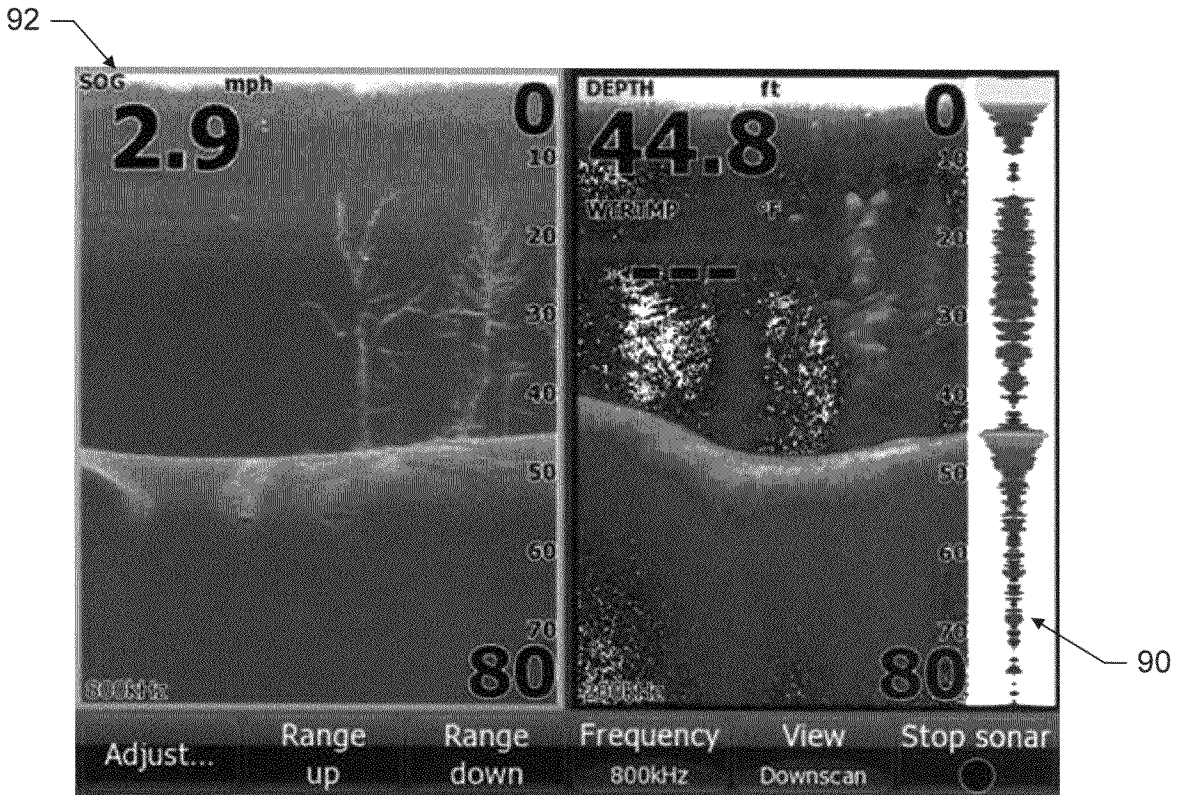 92
SOG mph
2.9
0
10
20
30
40
50
60
70
80
800kHz
DEPTH ft
44.8
WTRTMP °F
---
0
10
20
30
40
50
60
70
80
200kHz
90
Adjust...
Range up
Range down
Frequency
800kHz
View
Downscan
Stop sonar